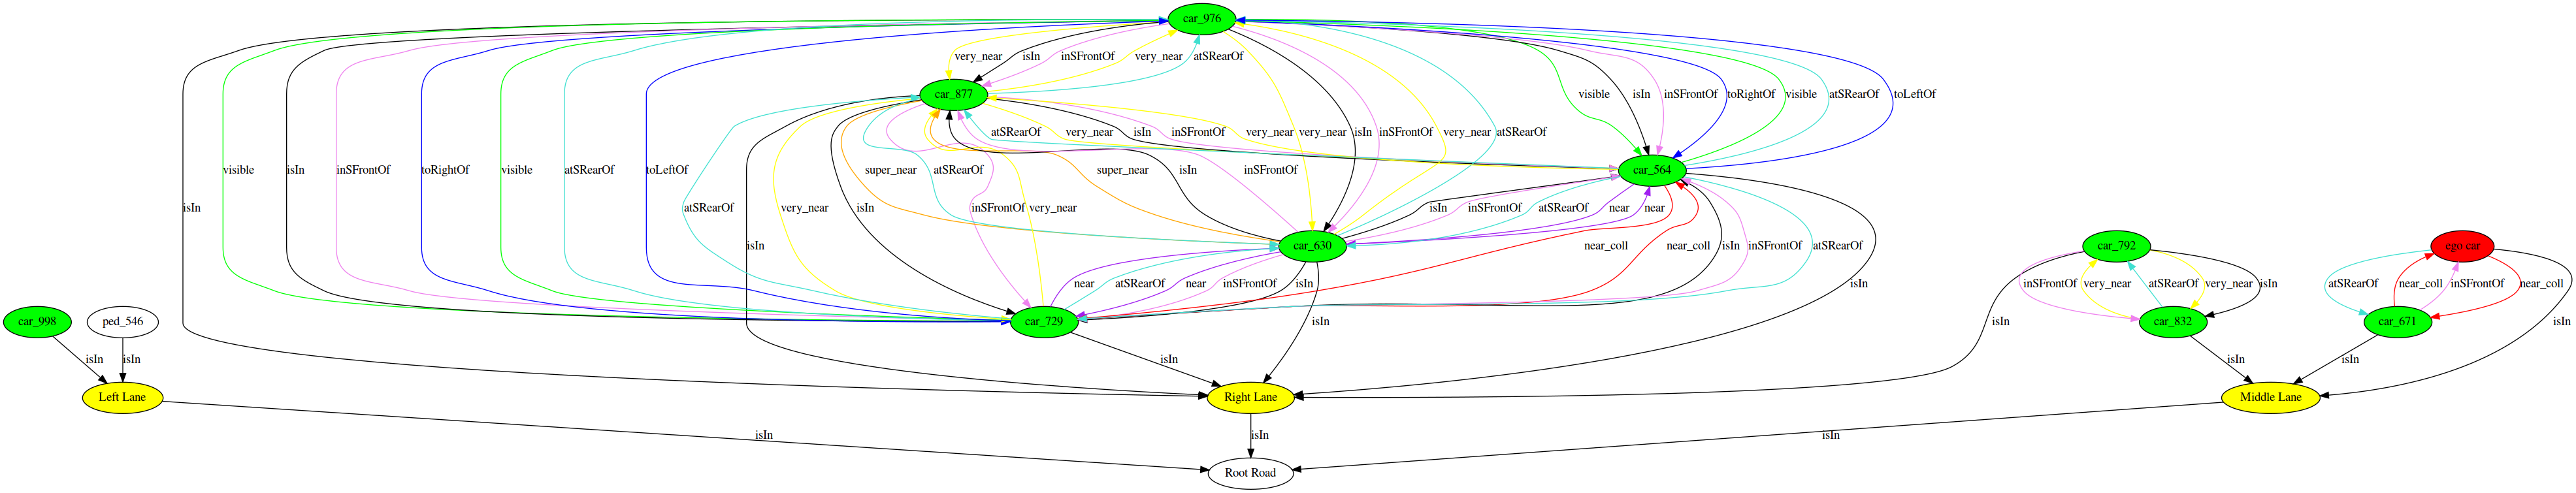 car_976
very_near isIn inSFrontOf very_near atSRearOf
car_877
visible isIn inSFrontOf toRightOf visible atSRearOf toLeftOf
atSRearOf very_near isIn inSFrontOf very_near very_near isIn inSFrontOf very_near atSRearOf
visible isIn inSFrontOf toRightOf visible atSRearOf toLeftOf super_near atSRearOf super_near isIn inSFrontOf car_564
isIn atSRearOf very_near isIn inSFrontOf very_near isIn inSFrontOf atSRearOf near near
isIn car_630 near_coll near_coll isIn inSFrontOf atSRearOf car_792 ego car
near atSRearOf near inSFrontOf isIn isIn inSFrontOf very_near atSRearOf very_near isIn atSRearOf near_coll inSFrontOf near_coll
car_998 ped_546 car_729 isIn isIn car_832 car_671 isIn
isIn isIn isIn isIn isIn
Left Lane Right Lane Middle Lane
isIn isIn isIn
Root Road